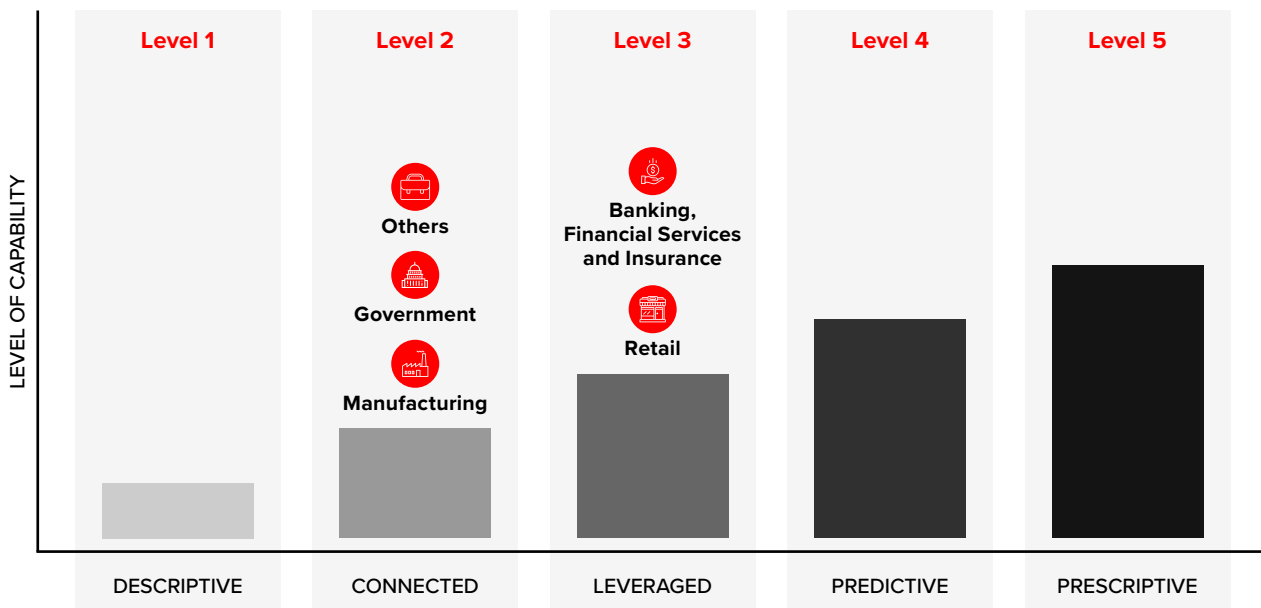 LEVEL OF CAPABILITY
Level 1
Level 2
Level 3
Level 4
Level 5
Others
Government
Manufacturing
Banking,
Financial Services
and Insurance
Retail
DESCRIPTIVE
CONNECTED
LEVERAGED
PREDICTIVE
PRESCRIPTIVE